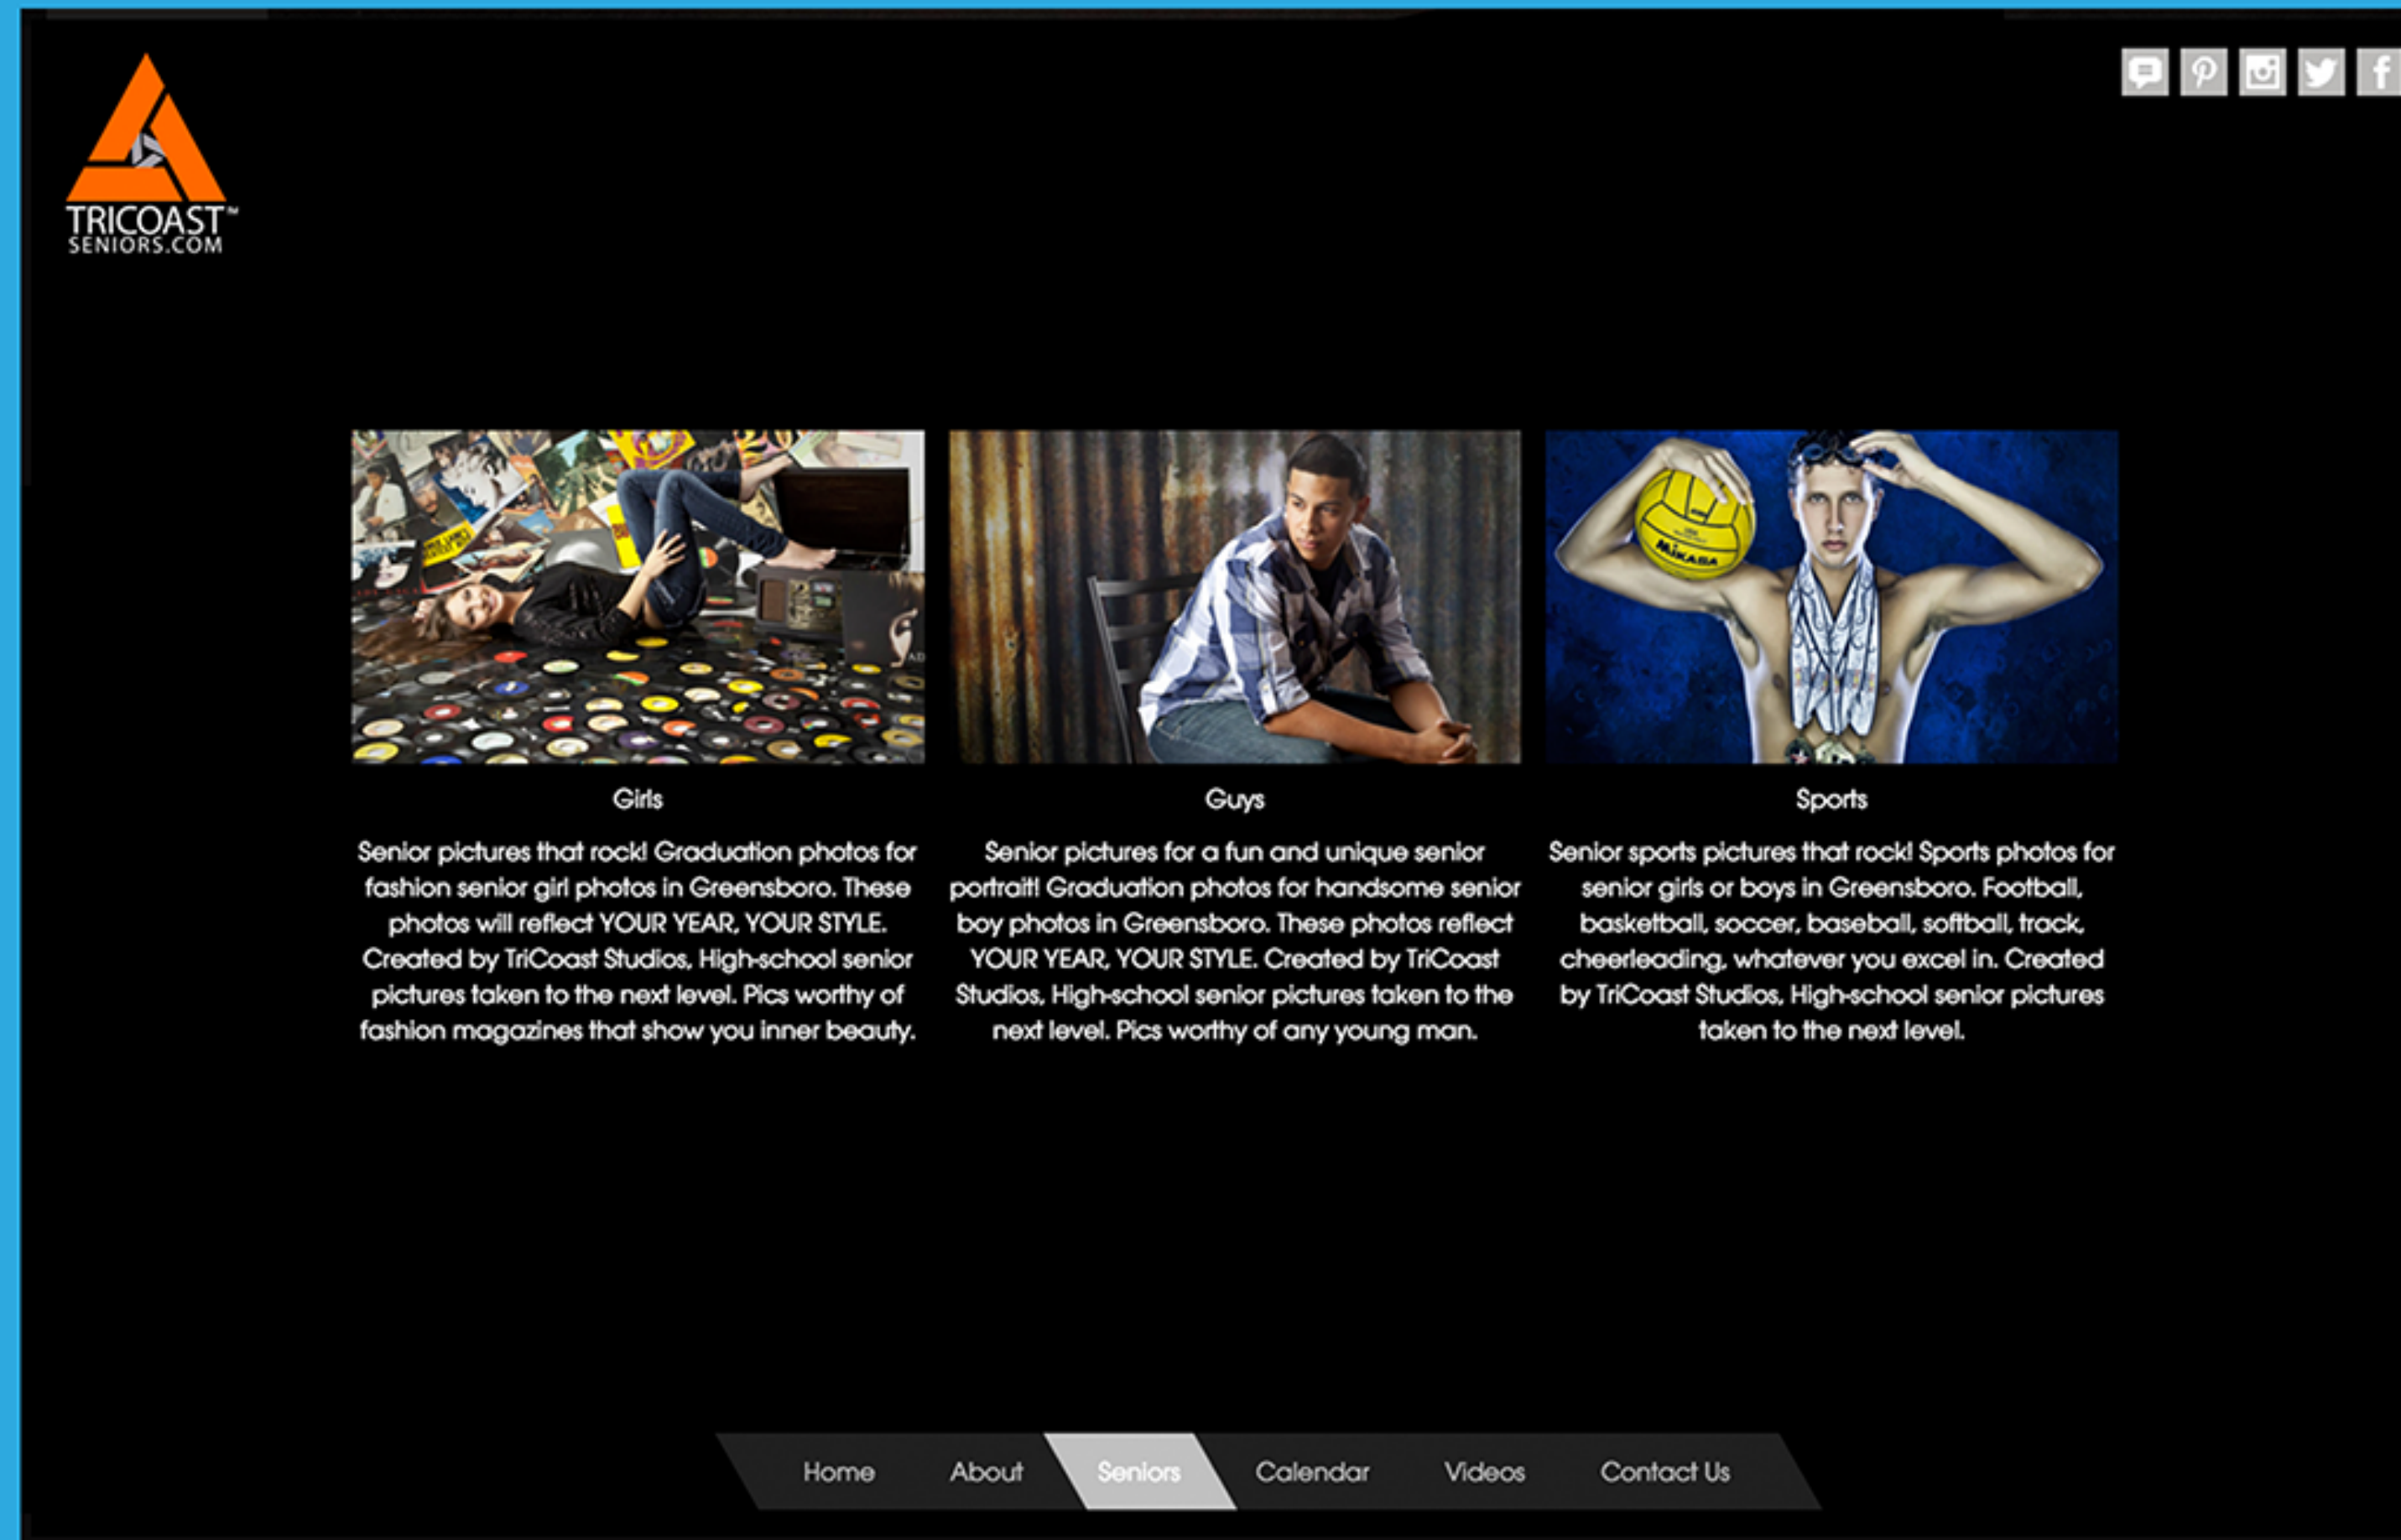 TRICOAST™
SENIORS.COM
MIKASA
Girls
Senior pictures that rock! Graduation photos for
fashion senior girl photos in Greensboro. These
photos will reflect YOUR YEAR, YOUR STYLE.
Created by TriCoast Studios, High-school senior
pictures taken to the next level. Pics worthy of
fashion magazines that show you inner beauty.
Guys
Senior pictures for a fun and unique senior
portrait! Graduation photos for handsome senior
boy photos in Greensboro. These photos reflect
YOUR YEAR, YOUR STYLE. Created by TriCoast
Studios, High-school senior pictures taken to the
next level. Pics worthy of any young man.
Sports
Senior sports pictures that rock! Sports photos for
senior girls or boys in Greensboro. Football,
basketball, soccer, baseball, softball, track,
cheerleading, whatever you excel in. Created
by TriCoast Studios, High-school senior pictures
taken to the next level.
Home About Seniors Calendar Videos Contact Us